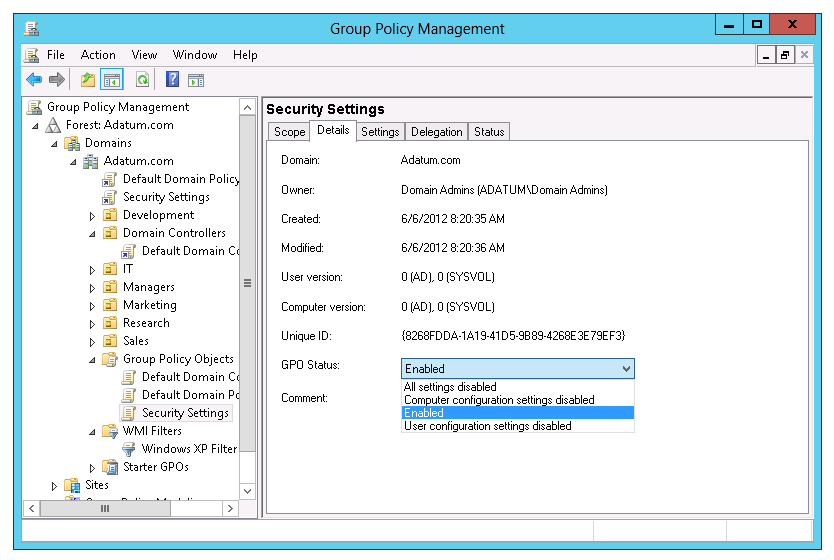 Group Policy Management
File Action View Window Help
Group Policy Management
Forest: Adatum.com
Domains
Adatum.com
Default Domain Policy
Security Settings
Development
Domain Controllers
Default Domain Co
IT
Managers
Marketing
Research
Sales
Group Policy Objects
Default Domain Co
Default Domain Po
Security Settings
WMI Filters
Windows XP Filter
Starter GPOs
Sites
Security Settings
Scope Details Settings Delegation Status
Domain: Adatum.com
Owner: Domain Admins (ADATUM\Domain Admins)
Created: 6/6/2012 8:20:35 AM
Modified: 6/6/2012 8:20:36 AM
User version: 0 (AD), 0 (SYSVOL)
Computer version: 0 (AD), 0 (SYSVOL)
Unique ID: {8268FDDA-1A19-41D5-9B89-4268E3E79EF3}
GPO Status: Enabled
All settings disabled
Computer configuration settings disabled
Enabled
User configuration settings disabled
Comment: